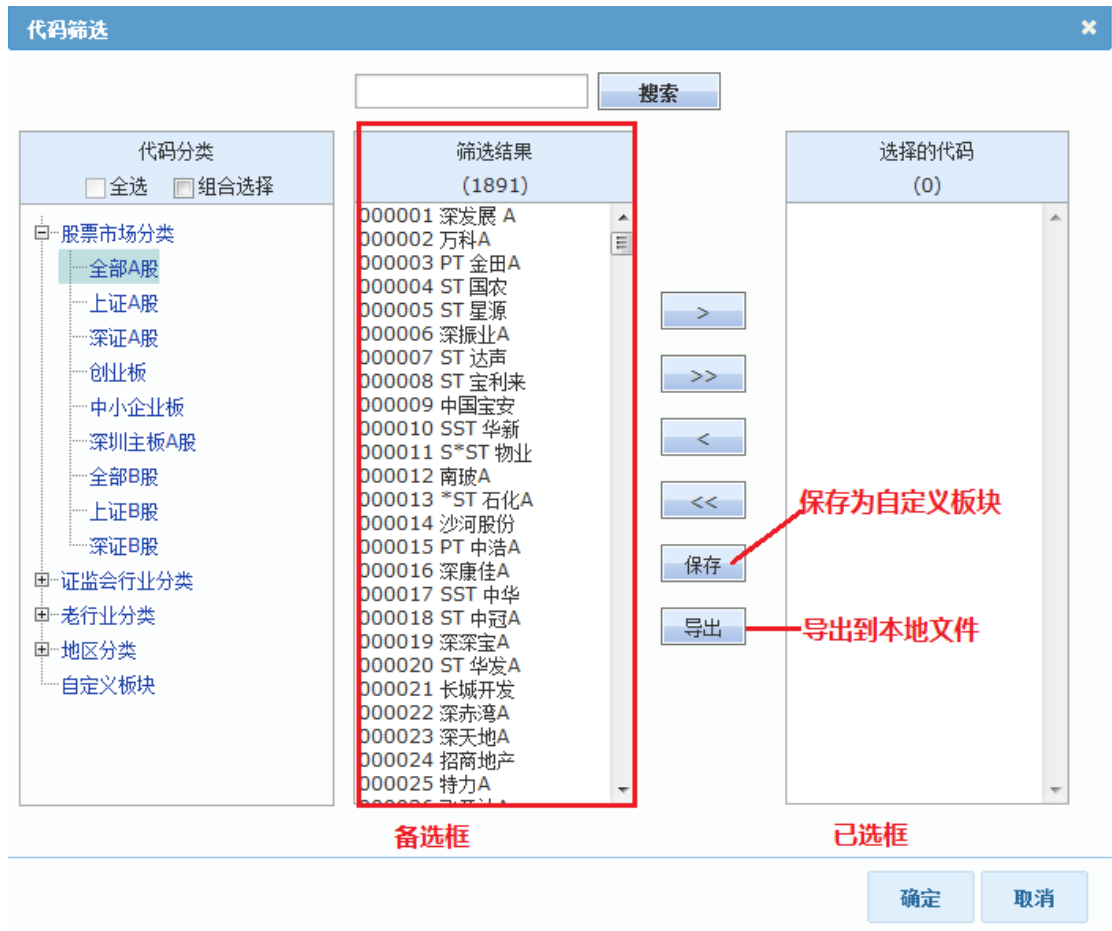 代码筛选
搜索
代码分类
全选 组合选择
股票市场分类
全部A股
上证A股
深证A股
创业板
中小企业板
深圳主板A股
全部B股
上证B股
深证B股
证监会行业分类
老行业分类
地区分类
自定义板块
筛选结果
(1891)
000001 深发展 A
000002 万科A
000003 PT 金田A
000004 ST 国农
000005 ST 星源
000006 深振业A
000007 ST 达声
000008 ST 宝利来
000009 中国宝安
000010 SST 华新
000011 S*ST 物业
000012 南玻A
000013 *ST 石化A
000014 沙河股份
000015 PT 中浩A
000016 深康佳A
000017 SST 中华
000018 ST 中冠A
000019 深深宝A
000020 ST 华发A
000021 长城开发
000022 深赤湾A
000023 深天地A
000024 招商地产
000025 特力A
备选框
>
>>
<
<<
保存
导出
保存为自定义板块
导出到本地文件
选择的代码
(0)
已选框
确定
取消